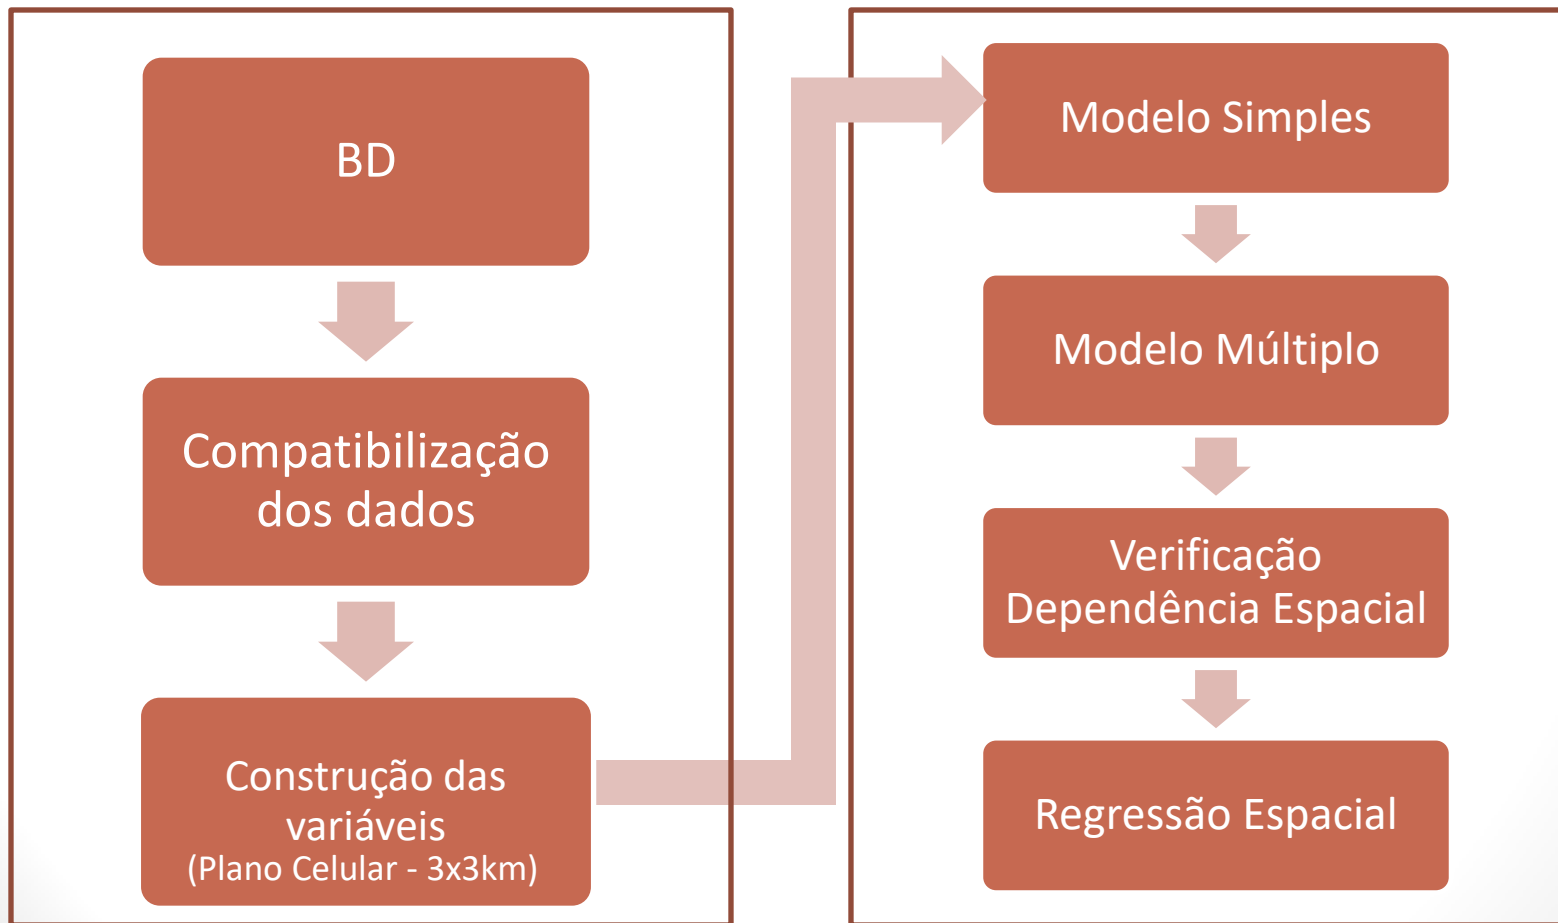 BD
Compatibilização
dos dados
Construção das
variáveis
(Plano Celular - 3x3km)
Modelo Simples
Modelo Múltiplo
Verificação
Dependência Espacial
Regressão Espacial